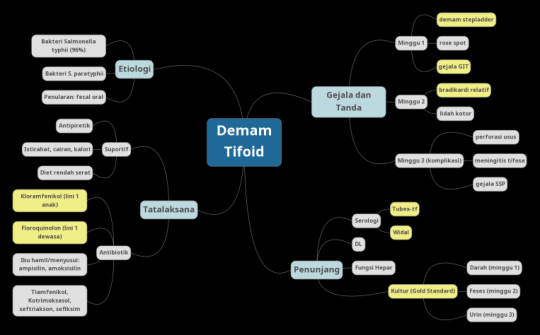 Demam
Tifoid
Etiologi
Bakteri Salmonella
typhii (96%)
Bakteri S. paratyphii
Penularan: fecal oral
Tatalaksana
Suportif
Antipiretik
Istirahat, cairan, kalori
Diet rendah serat
Antibiotik
Kloramfenikol (lini 1
anak)
Floroquinolon (lini 1
dewasa)
Ibu hamil/menyusui:
ampisilin, amoksisilin
Tiamfenikol,
Kotrimoksasol,
seftriakson, sefiksim
Gejala dan
Tanda
Minggu 1
demam stepladder
rose spot
gejala GIT
Minggu 2
bradikardi relatif
lidah kotor
Minggu 3 (komplikasi)
perforasi usus
meningitis tifosa
gejala SSP
Penunjang
Serologi
Tubex-tf
Widal
DL
Fungsi Hepar
Kultur (Gold Standard)
Darah (minggu 1)
Feses (minggu 2)
Urin (minggu 3)